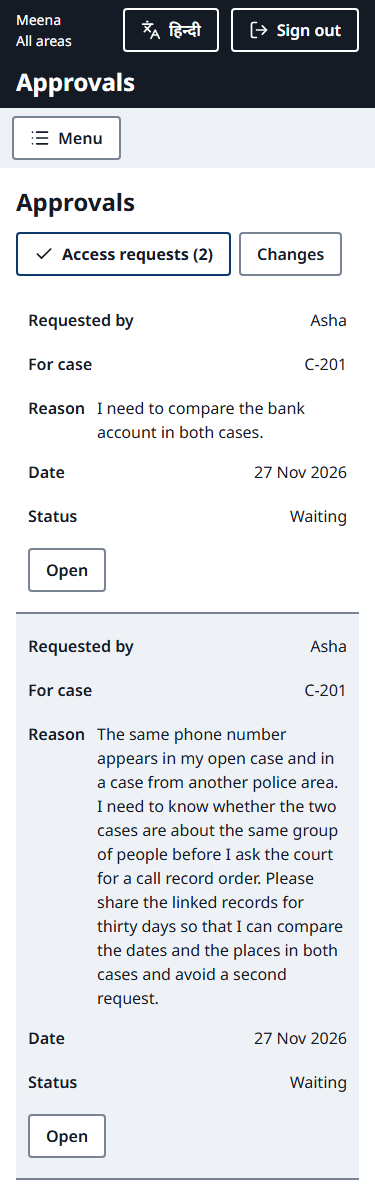 Meena
All areas
हिन्दी
Sign out
Approvals
Menu
Approvals
Access requests (2)
Changes
Requested by Asha
For case C-201
Reason I need to compare the bank
account in both cases.
Date 27 Nov 2026
Status Waiting
Open
Requested by Asha
For case C-201
Reason The same phone number
appears in my open case and in
a case from another police area.
I need to know whether the two
cases are about the same group
of people before I ask the court
for a call record order. Please
share the linked records for
thirty days so that I can compare
the dates and the places in both
cases and avoid a second
request.
Date 27 Nov 2026
Status Waiting
Open